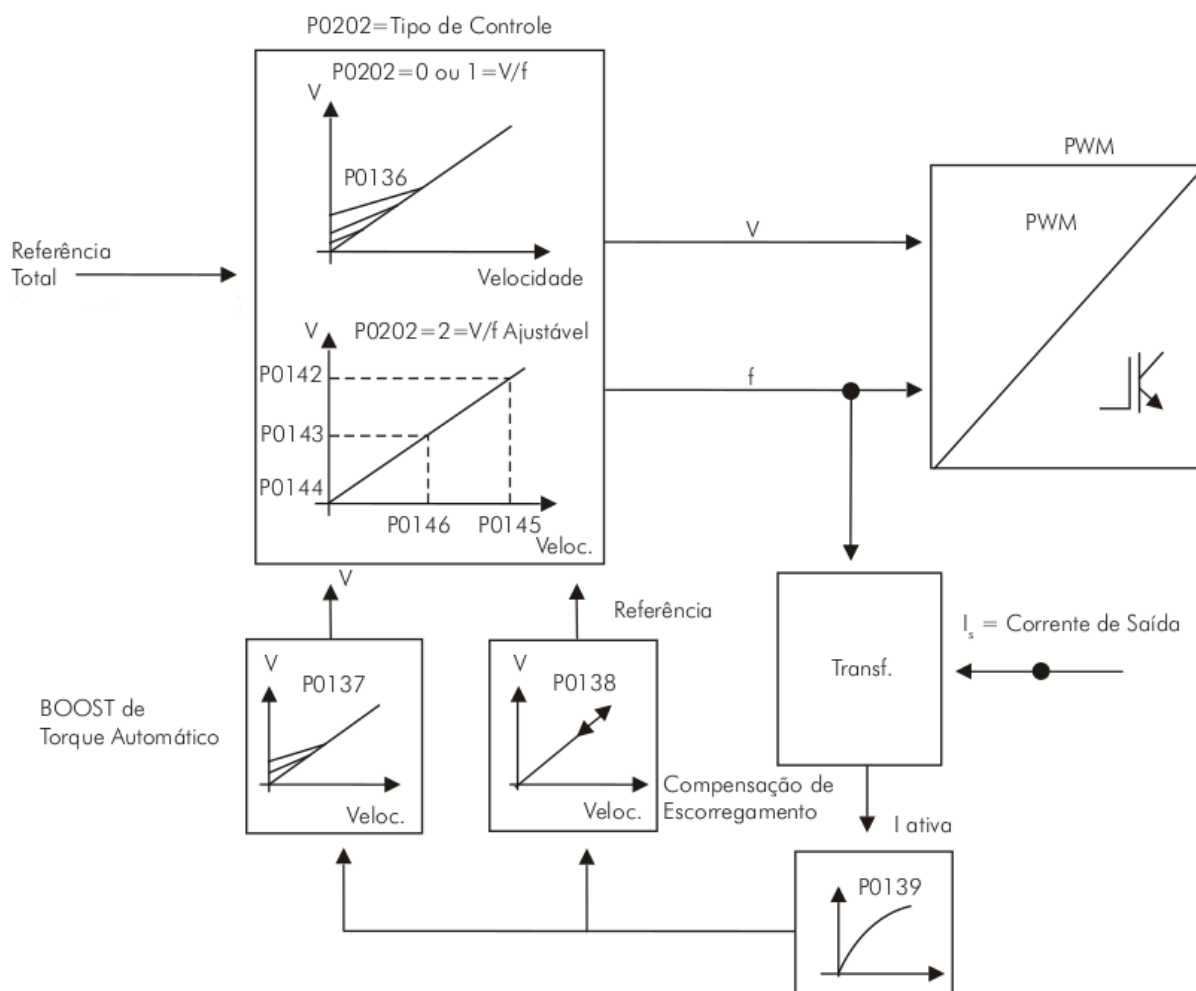 P0202=Tipo de Controle
P0202=0 ou 1=V/f
V
P0136
Velocidade
Referência
Total
P0202=2=V/f Ajustável
V
P0142
P0143
P0144
P0146
P0145
Veloc.
V
f
PWM
PWM
V
Referência
BOOST de
Torque Automático
V
P0137
Veloc.
V
P0138
Veloc.
Compensação de
Escorregamento
Transf.
Is = Corrente de Saída
I ativa
P0139